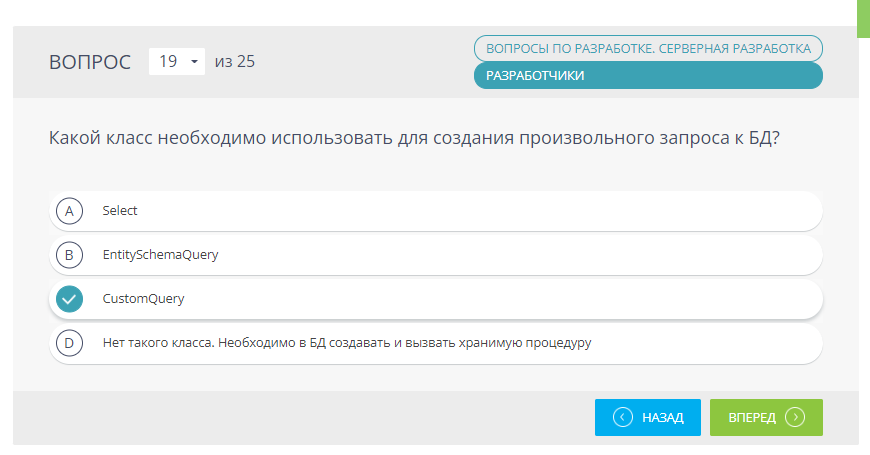 ВОПРОС 19 из 25
ВОПРОСЫ ПО РАЗРАБОТКЕ. СЕРВЕРНАЯ РАЗРАБОТКА
РАЗРАБОТЧИКИ
Какой класс необходимо использовать для создания произвольного запроса к БД?
A Select
B EntitySchemaQuery
CustomQuery
D Нет такого класса. Необходимо в БД создавать и вызвать хранимую процедуру
НАЗАД ВПЕРЕД